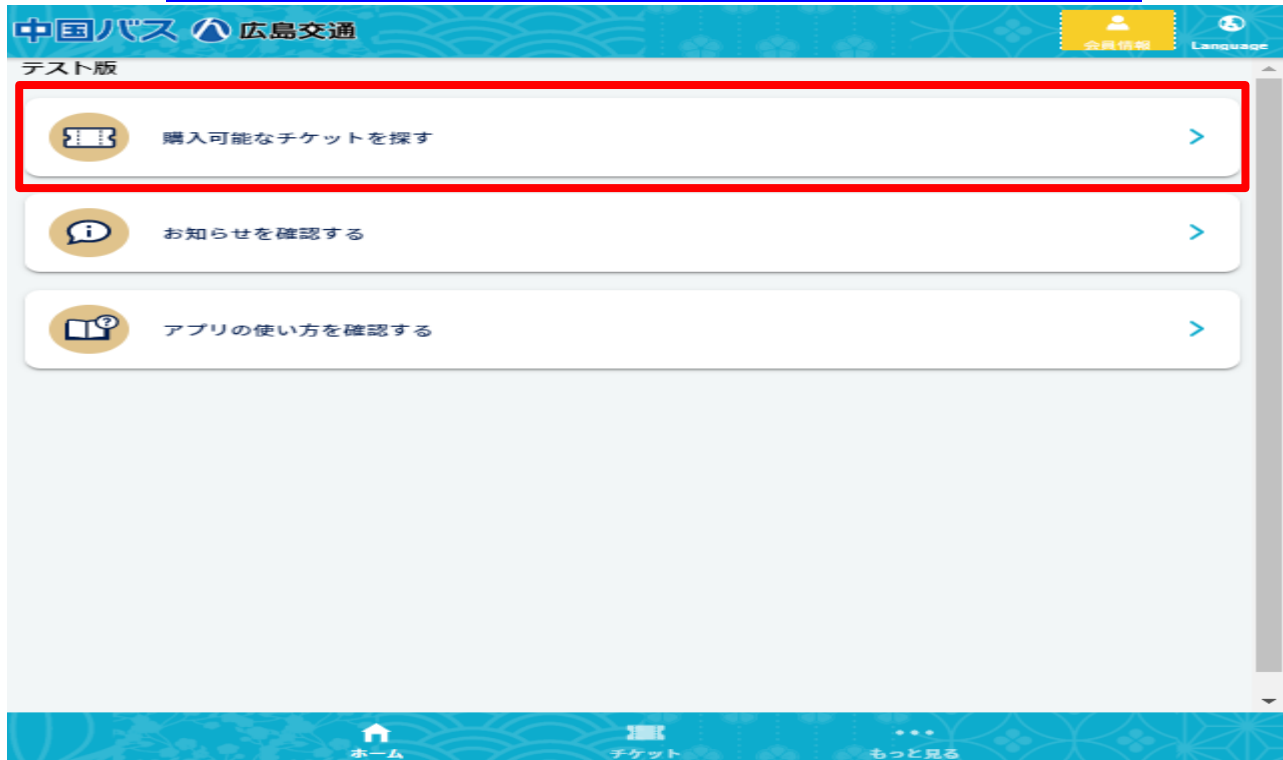 中国バス 広島交通
会員情報
Language
テスト版
購入可能なチケットを探す
お知らせを確認する
アプリの使い方を確認する
ホーム
チケット
もっと見る